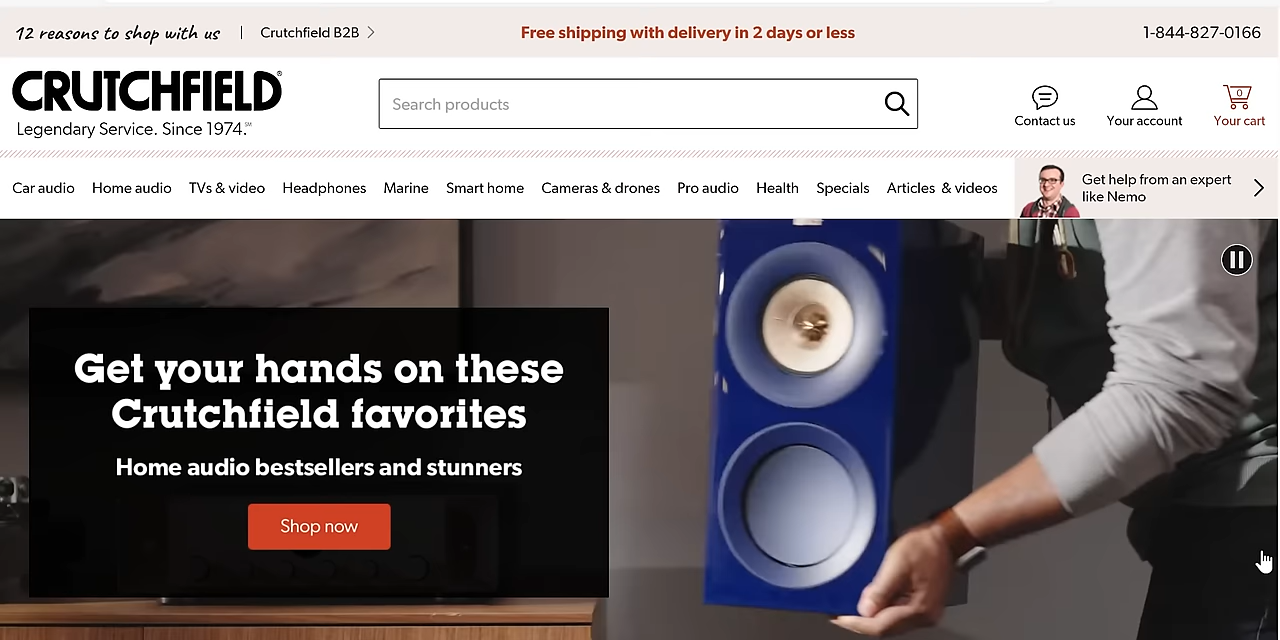 12 reasons to shop with us | Crutchfield B2B
Free shipping with delivery in 2 days or less
1-844-827-0166
CRUTCHFIELD®
Legendary Service. Since 1974.℠
Search products
Contact us
Your account
0
Your cart
Car audio Home audio TVs & video Headphones Marine Smart home Cameras & drones Pro audio Health Specials Articles & videos
Get help from an expert
like Nemo
Get your hands on these
Crutchfield favorites
Home audio bestsellers and stunners
Shop now